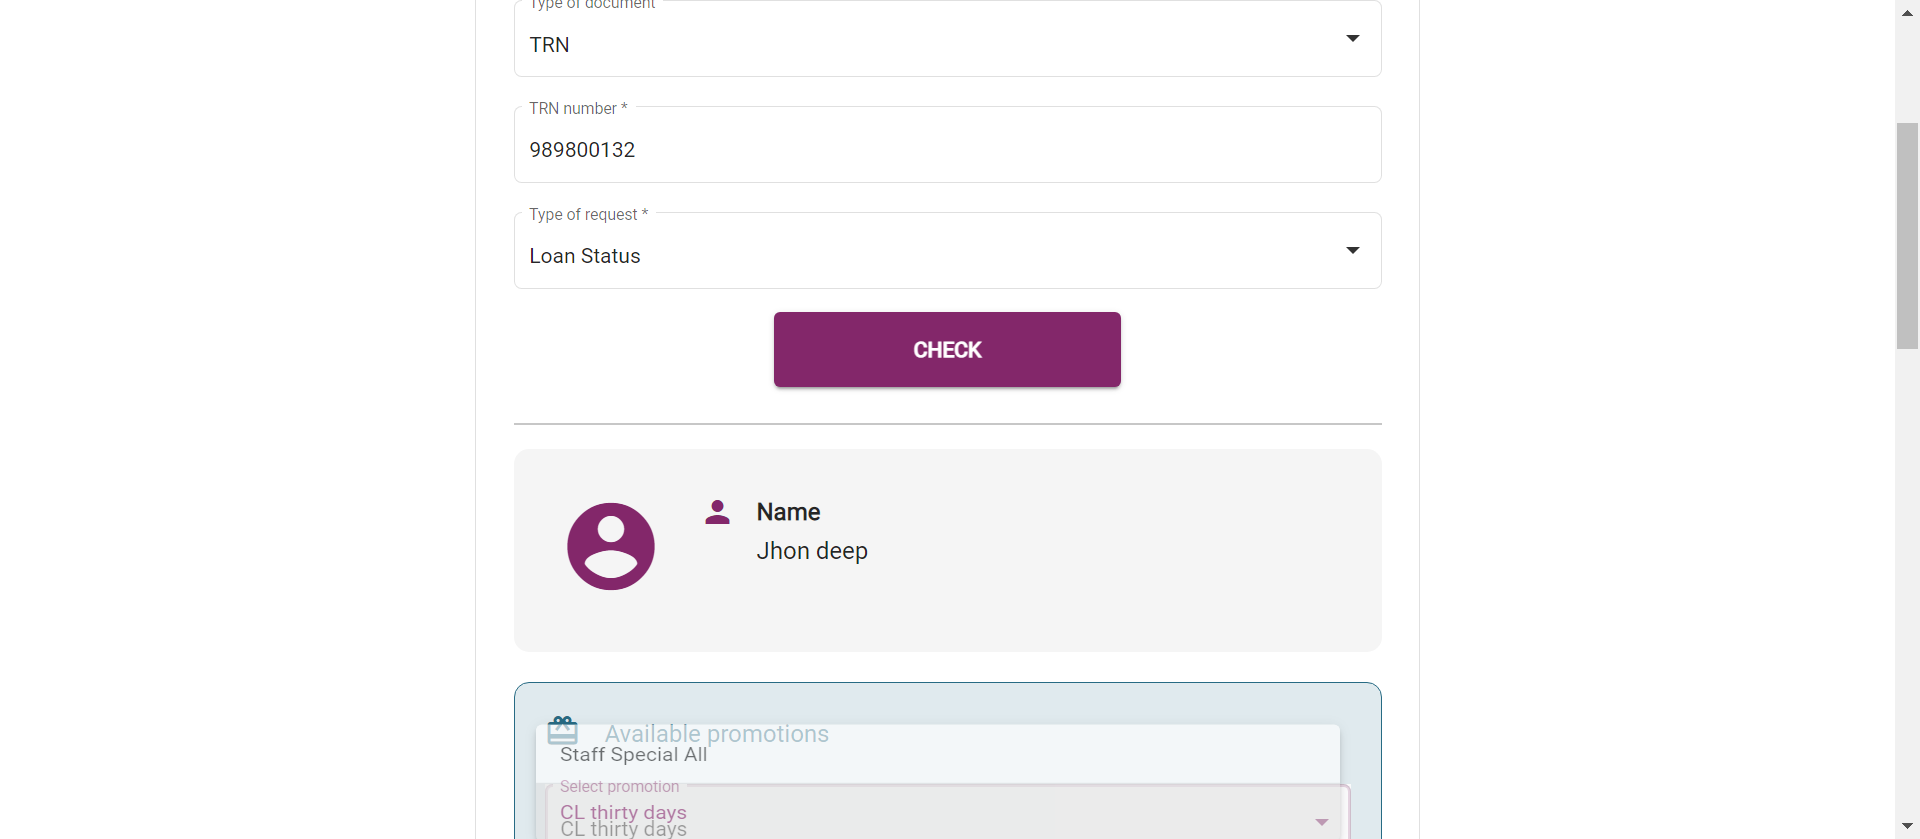 Type of document
TRN
TRN number *
989800132
Type of request *
Loan Status
CHECK
Name
Jhon deep
Available promotions
Staff Special All
Select promotion
CL thirty days
CL thirty days